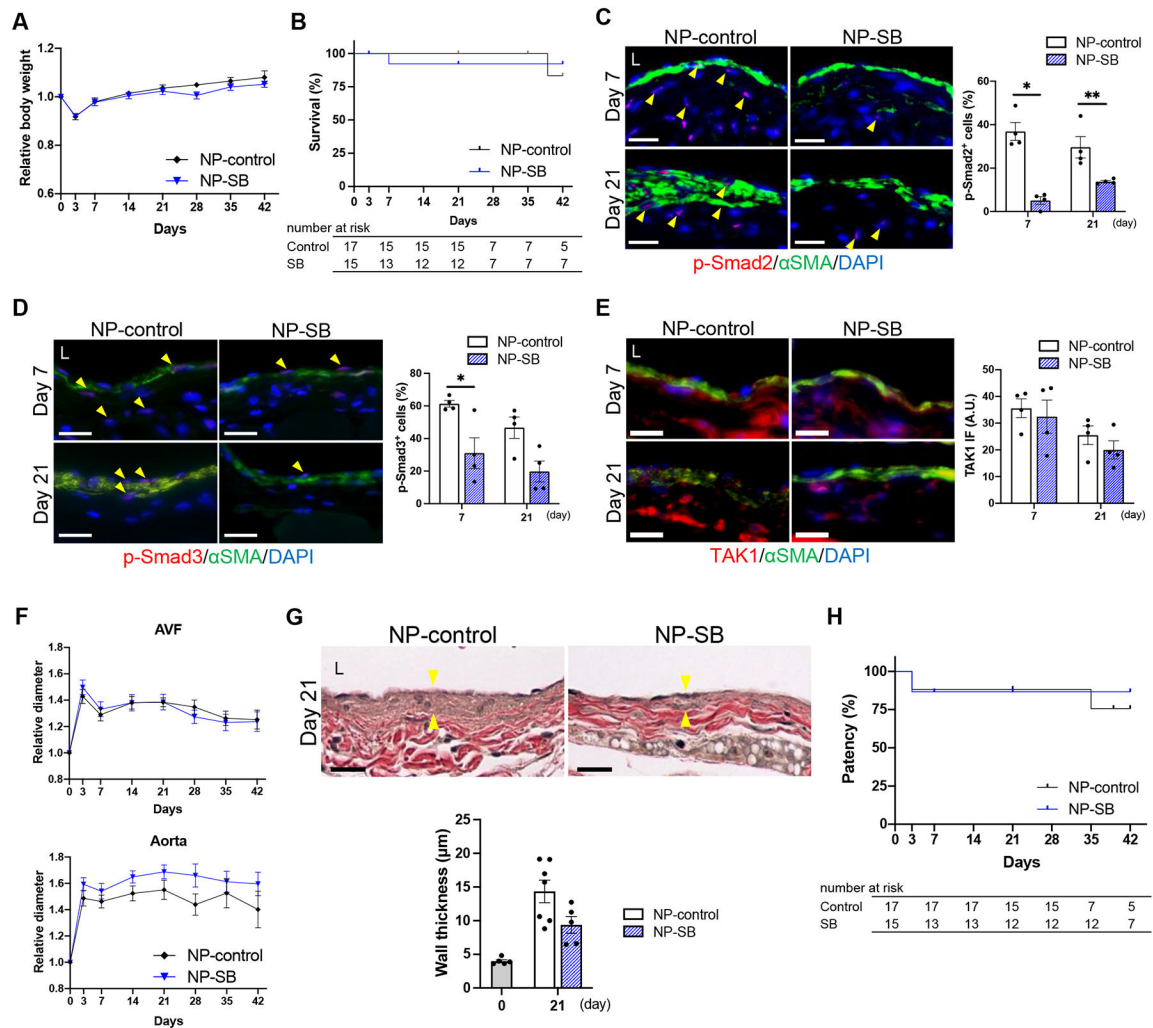 A
Relative body weight
1.2
1.0
0.8
0.6
0 3 7 14 21 28 35 42
Days
NP-control
NP-SB
B
Survival (%)
100
75
50
25
0
0 3 7 14 21 28 35 42
Days
NP-control
NP-SB
number at risk
Control 17 15 15 15 7 7 5
SB 15 13 12 12 7 7 7
C
NP-control NP-SB
Day 7
L
Day 21
p-Smad2/αSMA/DAPI
NP-control
NP-SB
p-Smad2+ cells (%)
60
40
20
0
* **
7 21 (day)
D
NP-control NP-SB
Day 7
L
Day 21
p-Smad3/αSMA/DAPI
NP-control
NP-SB
p-Smad3+ cells (%)
80
60
40
20
0
*
7 21 (day)
E
NP-control NP-SB
Day 7
L
Day 21
TAK1/αSMA/DAPI
NP-control
NP-SB
TAK1 IF (A.U.)
50
40
30
20
10
0
7 21 (day)
F
AVF
Relative diameter
1.8
1.6
1.4
1.2
1.0
0.8
0 3 7 14 21 28 35 42
Days
Aorta
Relative diameter
1.8
1.6
1.4
1.2
1.0
0.8
NP-control
NP-SB
0 3 7 14 21 28 35 42
Days
G
NP-control NP-SB
Day 21
L
Wall thickness (μm)
25
20
15
10
5
0
0 21 (day)
NP-control
NP-SB
H
Patency (%)
100
75
50
25
0
NP-control
NP-SB
0 3 7 14 21 28 35 42
Days
number at risk
Control 17 17 17 15 15 7 5
SB 15 13 13 12 12 12 7